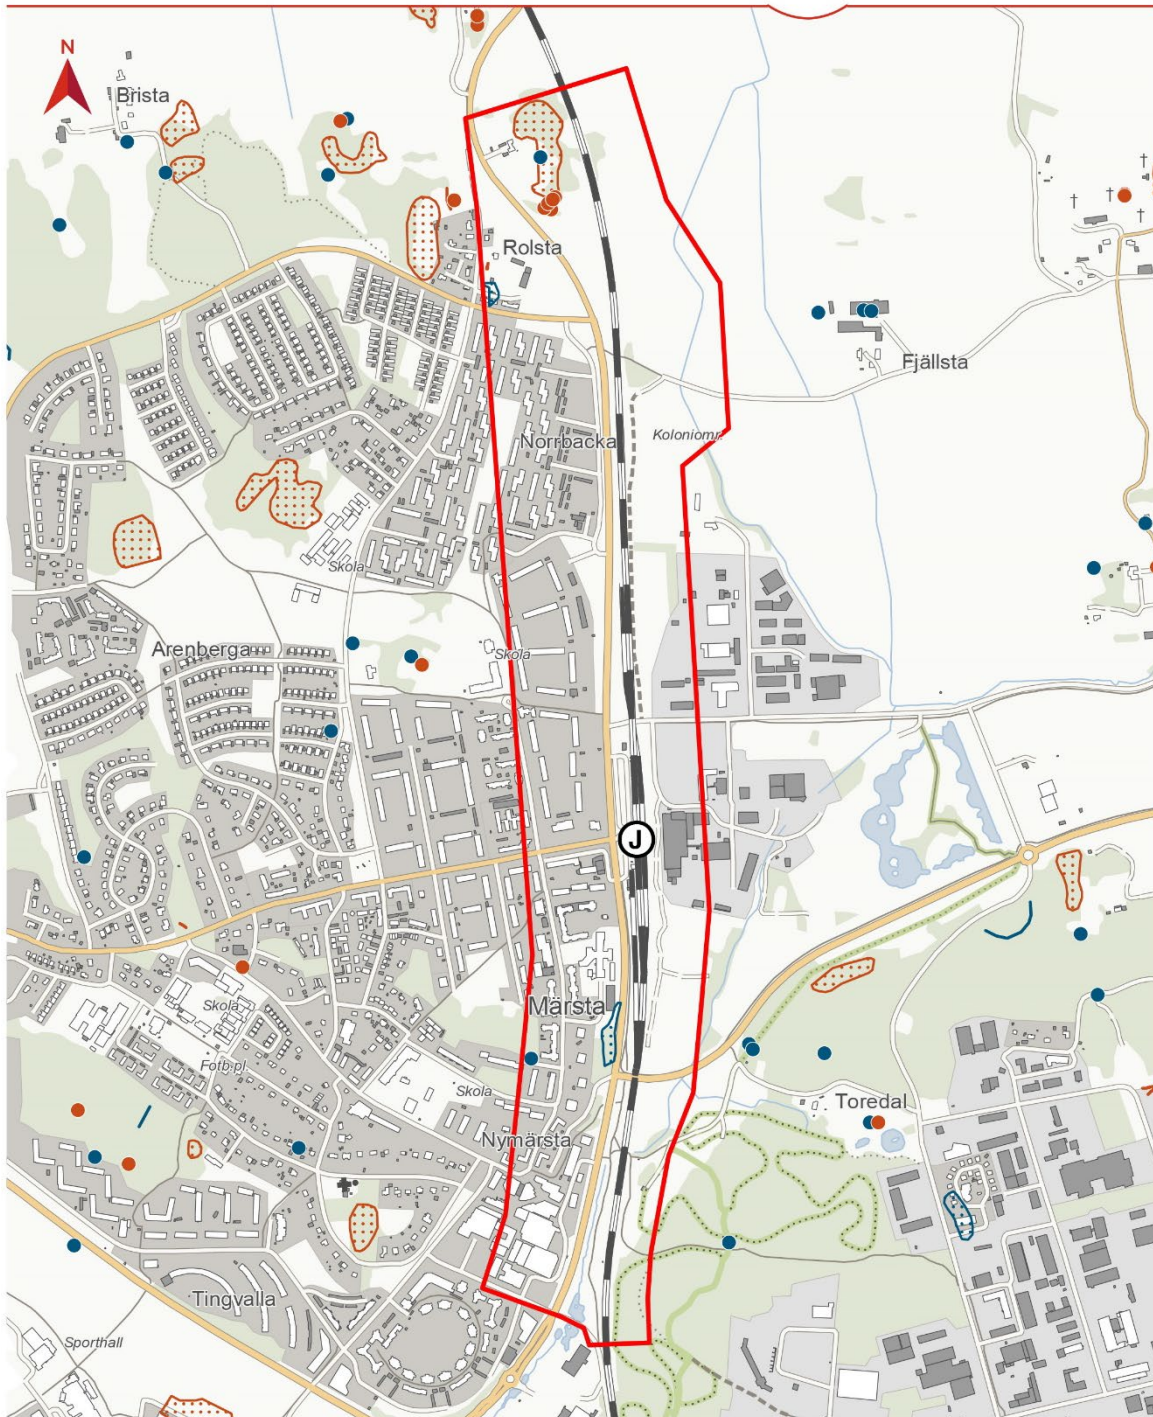 N
Brista
Rolsta
Fjällsta
Norrbacka
Koloniomr.
Skola
Arenberga
Skola
J
Märsta
Skola
Fotb.pl.
Skola
Toredal
Nymärsta
Tingvalla
Sporthall